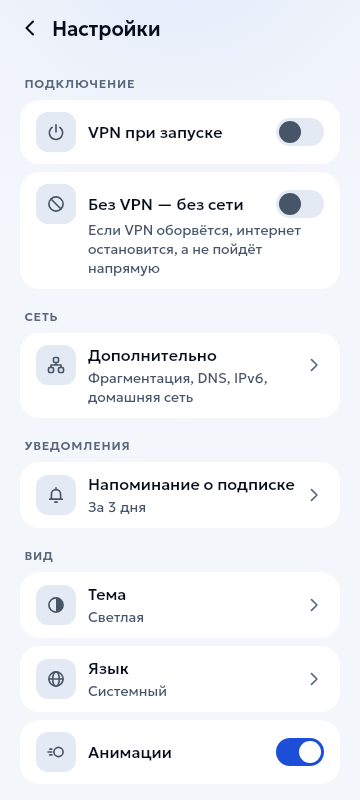 Настройки
ПОДКЛЮЧЕНИЕ
VPN при запуске
Без VPN — без сети
Если VPN оборвётся, интернет
остановится, а не пойдёт
напрямую
СЕТЬ
Дополнительно
Фрагментация, DNS, IPv6,
домашняя сеть
УВЕДОМЛЕНИЯ
Напоминание о подписке
За 3 дня
ВИД
Тема
Светлая
Язык
Системный
Анимации